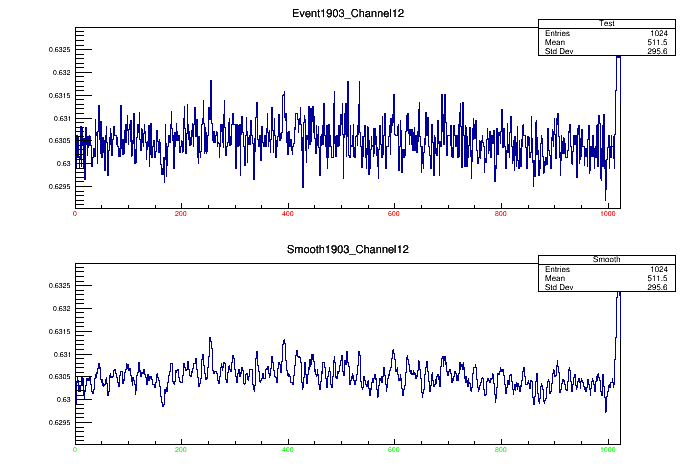 Event1903_Channel12
Test
Entries 1024
Mean 511.5
Std Dev 295.6
0.6325
0.632
0.6315
0.631
0.6305
0.63
0.6295
0 200 400 600 800 1000
Smooth1903_Channel12
Smooth
Entries 1024
Mean 511.5
Std Dev 295.6
0.6325
0.632
0.6315
0.631
0.6305
0.63
0.6295
0 200 400 600 800 1000